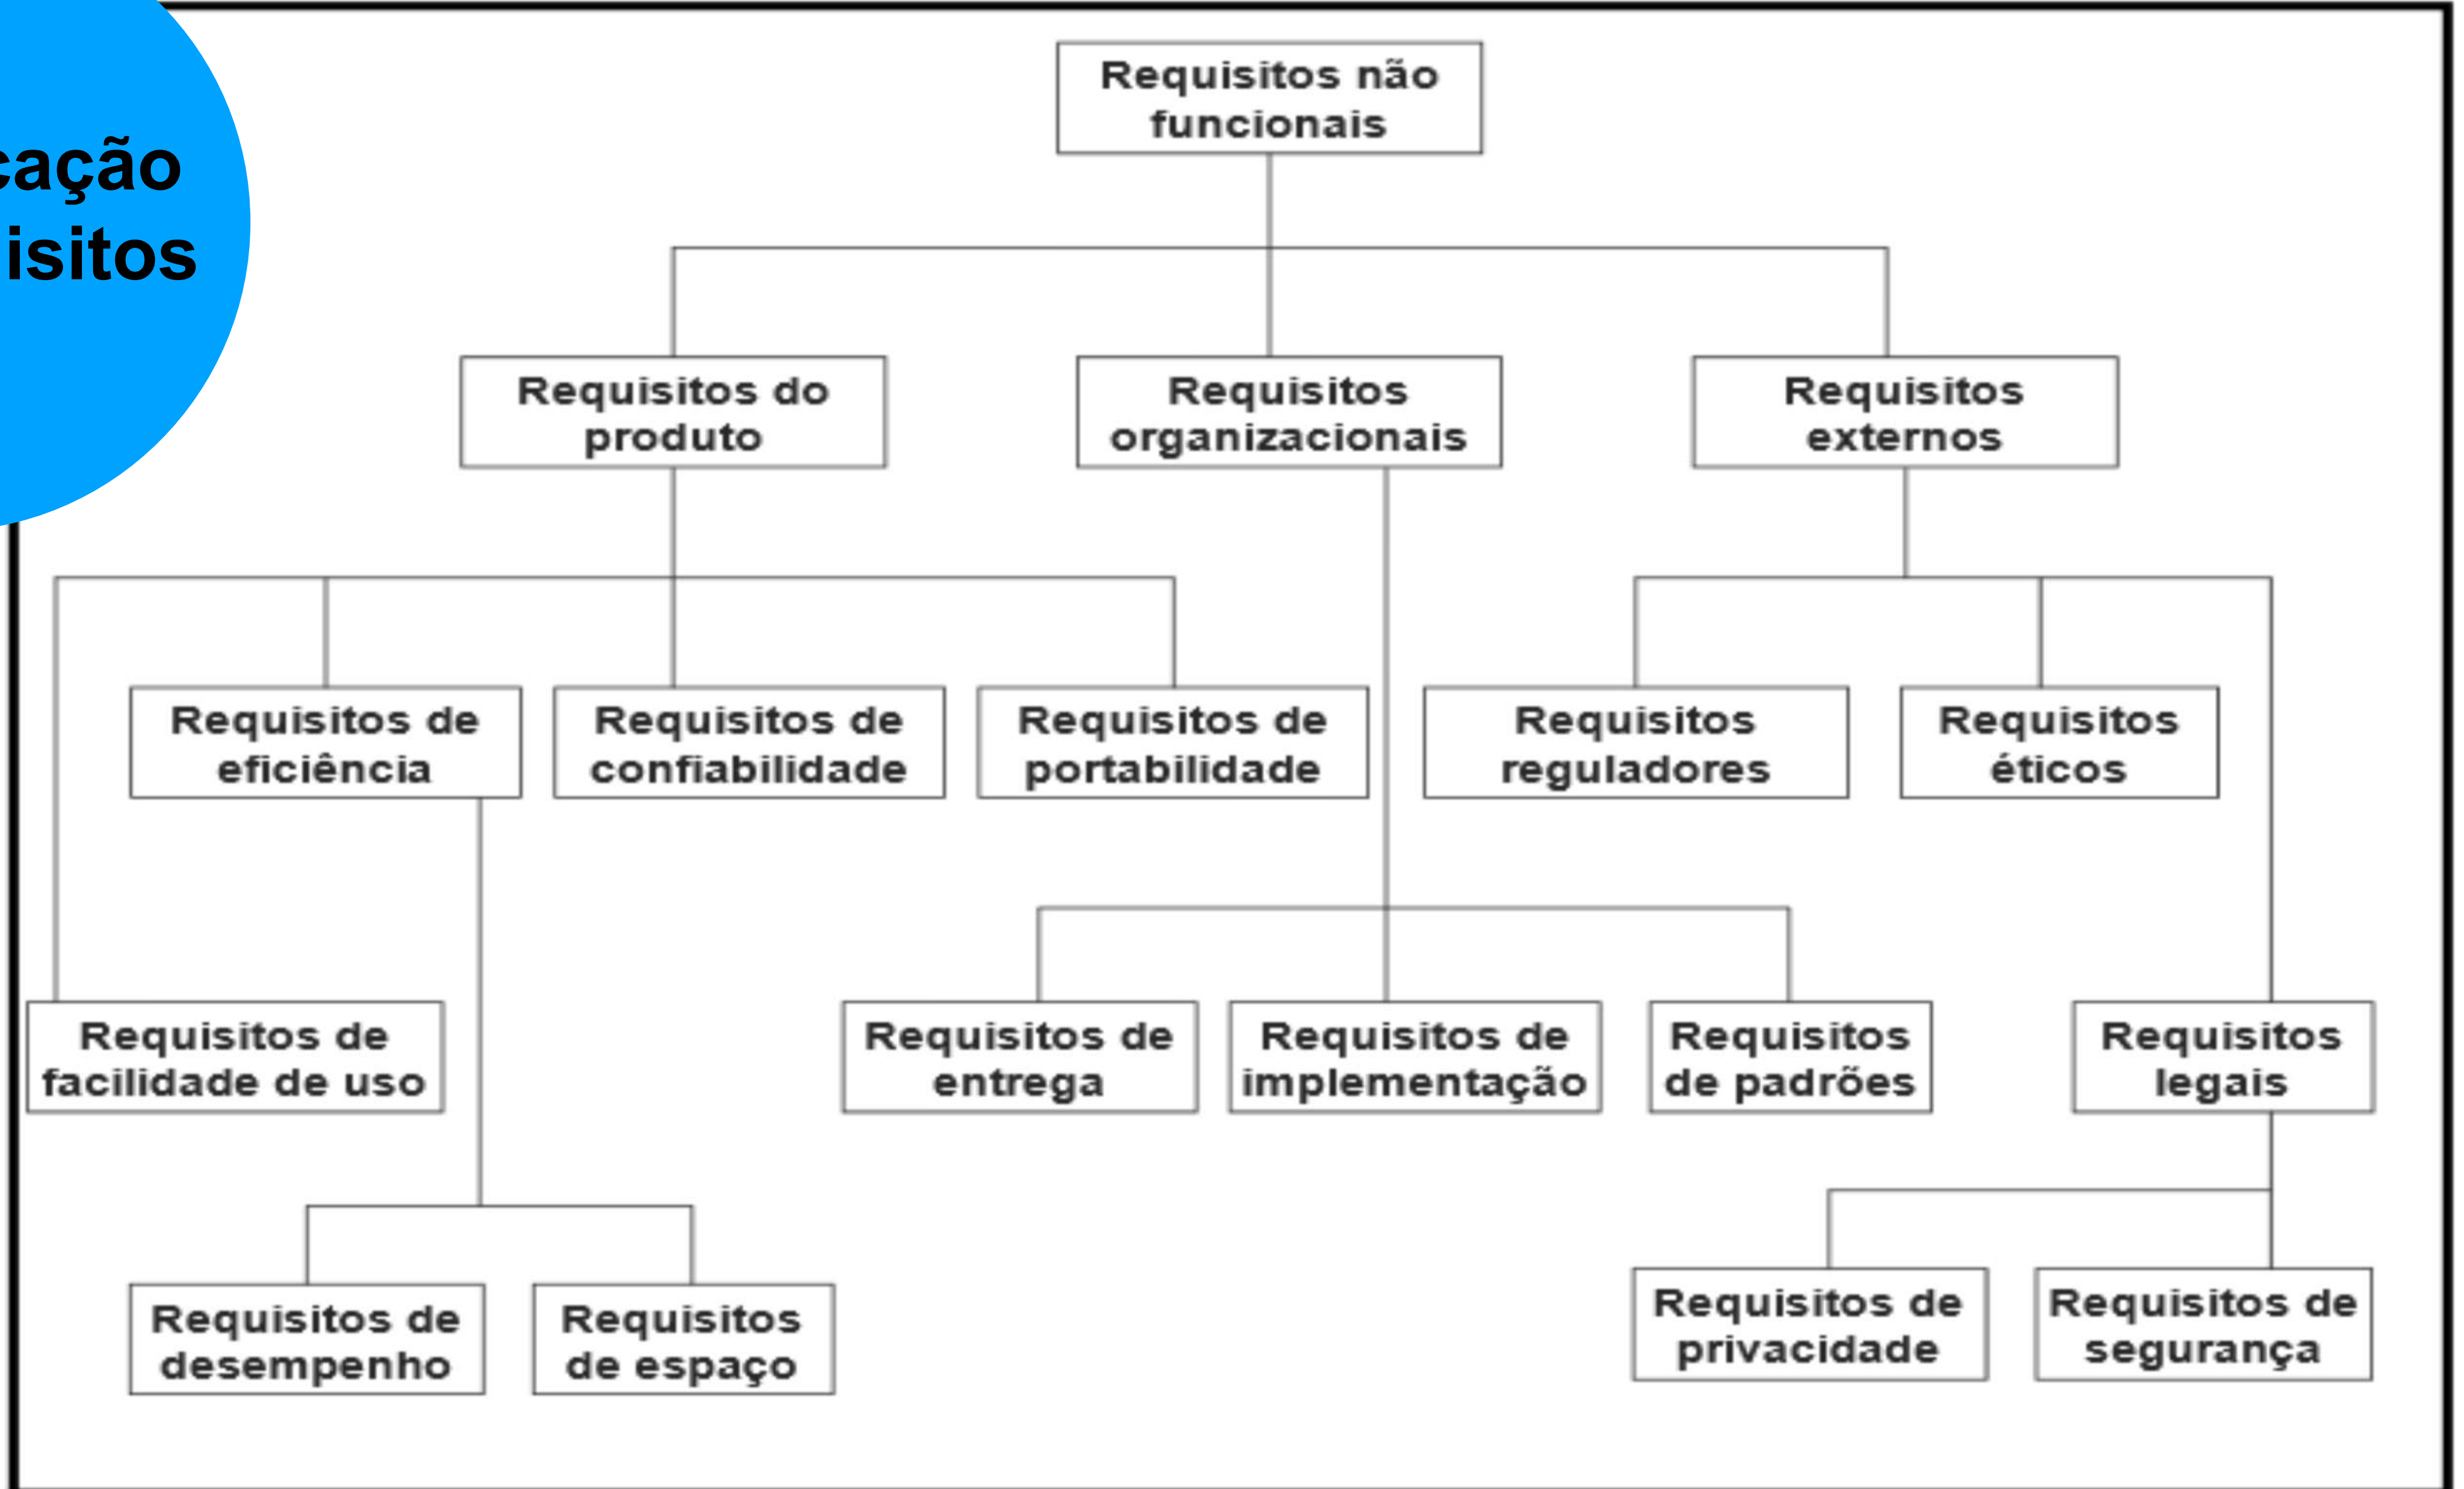 cação
isitos
Requisitos não
funcionais
Requisitos do
produto
Requisitos
organizacionais
Requisitos
externos
Requisitos de
eficiência
Requisitos de
confiabilidade
Requisitos de
portabilidade
Requisitos
reguladores
Requisitos
éticos
Requisitos de
facilidade de uso
Requisitos de
entrega
Requisitos de
implementação
Requisitos
de padrões
Requisitos
legais
Requisitos de
desempenho
Requisitos
de espaço
Requisitos de
privacidade
Requisitos de
segurança